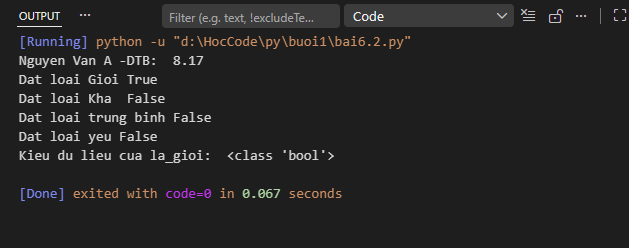 OUTPUT ... Filter (e.g. text, !excludeTe... Code ...
[Running] python -u "d:\HocCode\py\buoi1\bai6.2.py"
Nguyen Van A -DTB:  8.17
Dat loai Gioi True
Dat loai Kha  False
Dat loai trung binh False
Dat loai yeu False
Kieu du lieu cua la_gioi:  <class 'bool'>
[Done] exited with code=0 in 0.067 seconds